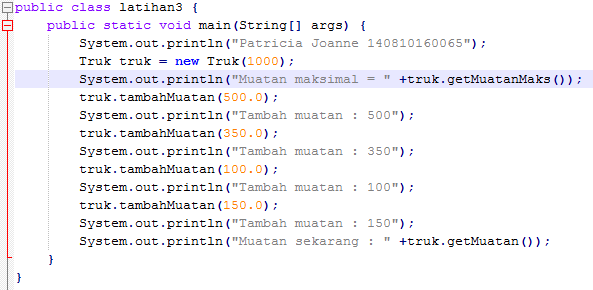 public class latihan3 {
public static void main(String[] args) {
System.out.println("Patricia Joanne 140810160065");
Truk truk = new Truk(1000);
System.out.println("Muatan maksimal = " +truk.getMuatanMaks());
truk.tambahMuatan(500.0);
System.out.println("Tambah muatan : 500");
truk.tambahMuatan(350.0);
System.out.println("Tambah muatan : 350");
truk.tambahMuatan(100.0);
System.out.println("Tambah muatan : 100");
truk.tambahMuatan(150.0);
System.out.println("Tambah muatan : 150");
System.out.println("Muatan sekarang : " +truk.getMuatan());
}
}